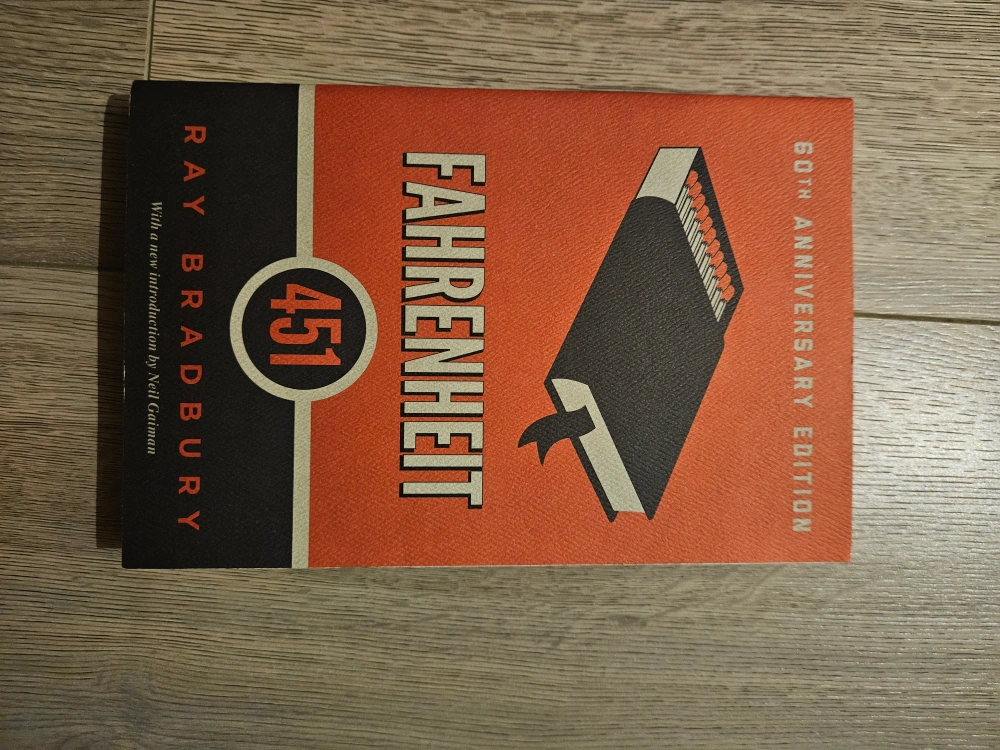 60TH ANNIVERSARY EDITION
FAHRENHEIT
451
RAY BRADBURY
With a new introduction by Neil Gaiman